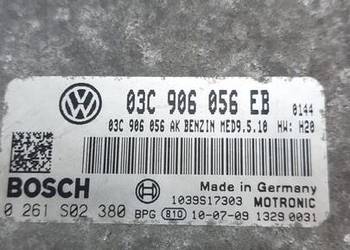 03C 906 056 EB 0144
03C 906 056 AK BENZIN MED9.5.10 HW: H20
Made in Germany
BOSCH 1039S17303 MOTRONIC
0 261 S02 380 BPG 810 10-07-09 1329 0031